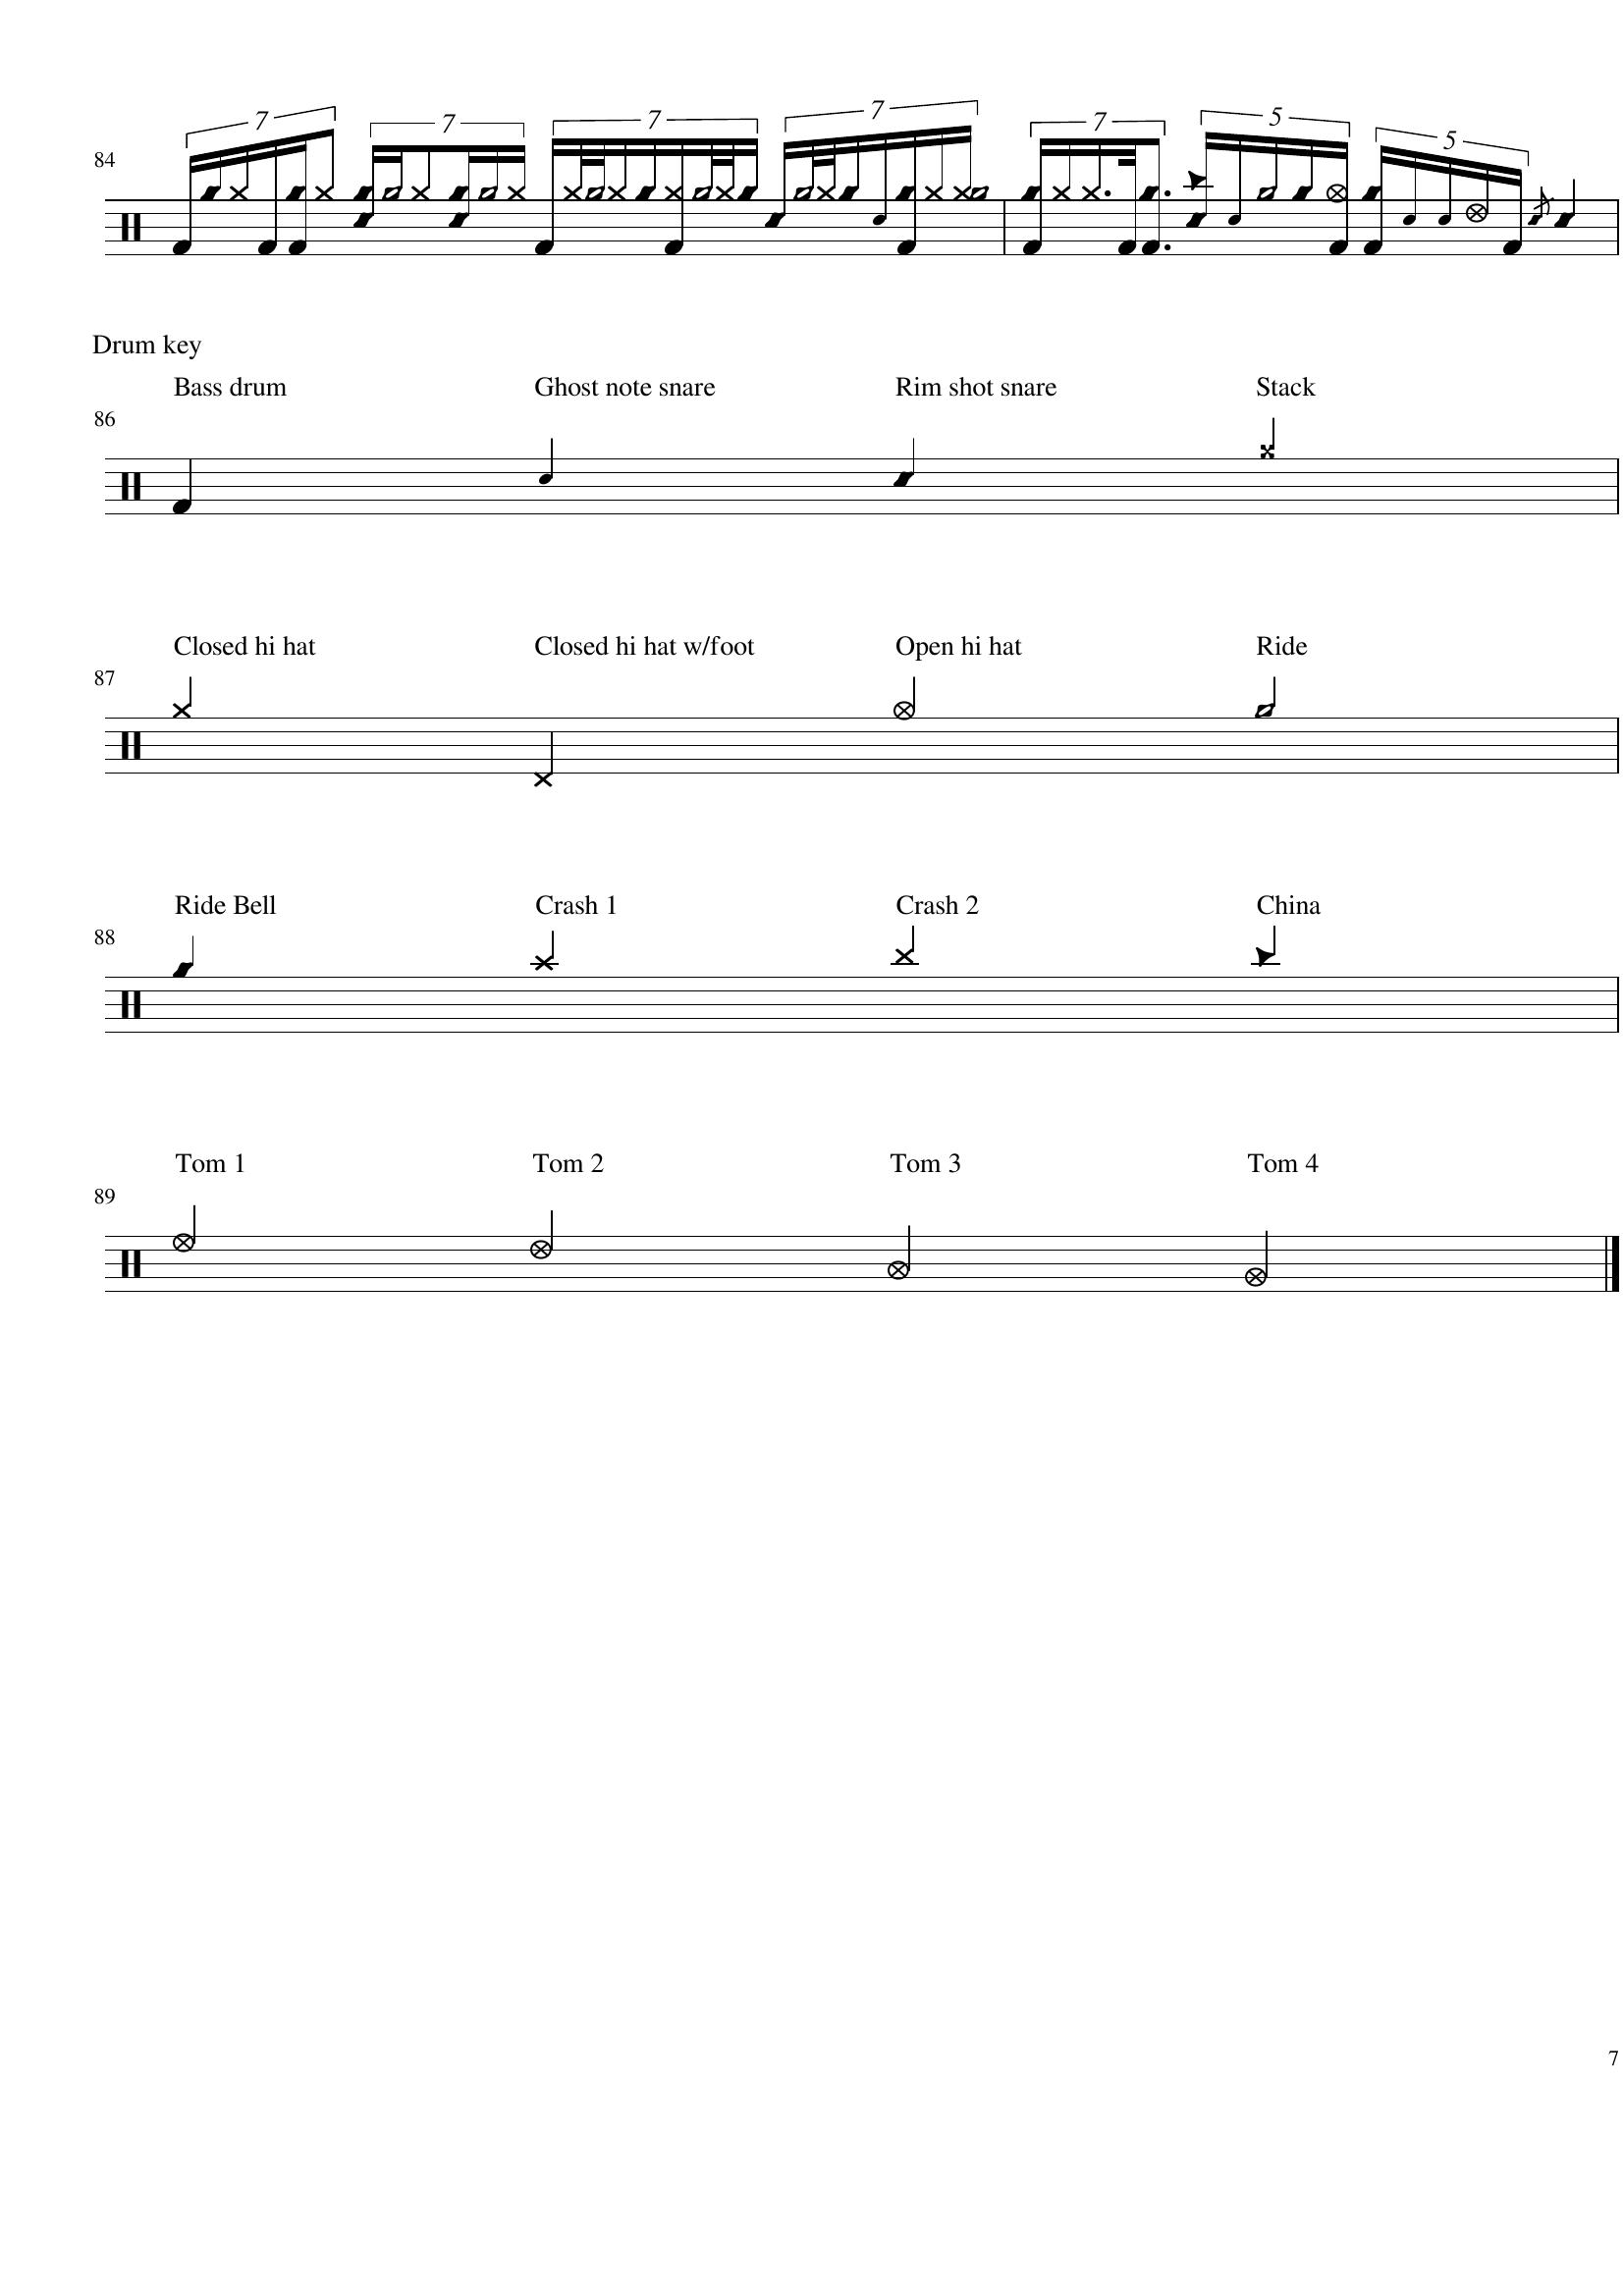 7 7 7 7 7 5 5
84
Drum key
Bass drum Ghost note snare Rim shot snare Stack
86
Closed hi hat Closed hi hat w/foot Open hi hat Ride
87
Ride Bell Crash 1 Crash 2 China
88
Tom 1 Tom 2 Tom 3 Tom 4
89
7